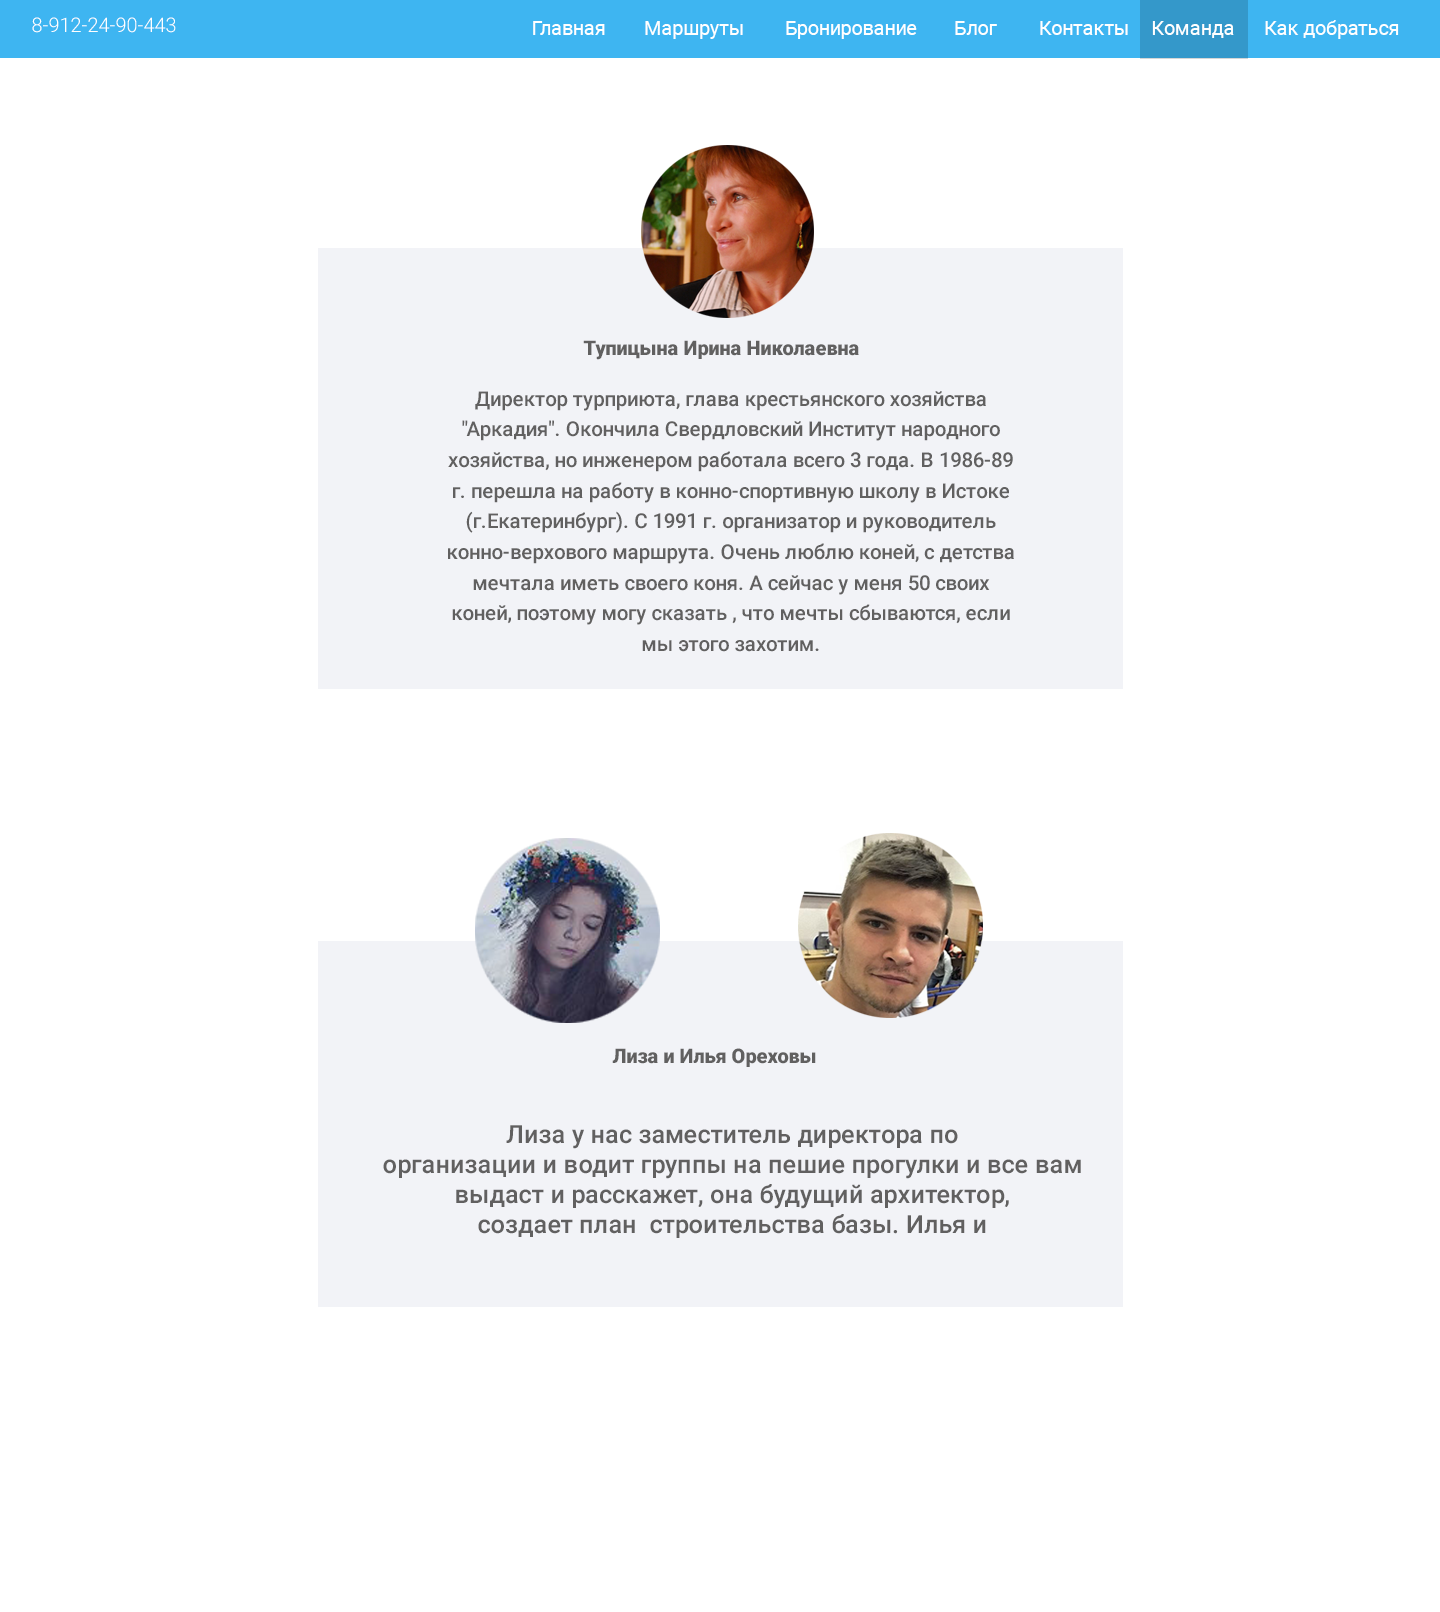 8-912-24-90-443
Главная Маршруты Бронирование Блог Контакты Команда Как добраться
Тупицына Ирина Николаевна
Директор турприюта, глава крестьянского хозяйства
"Аркадия". Окончила Свердловский Институт народного
хозяйства, но инженером работала всего 3 года. В 1986-89
г. перешла на работу в конно-спортивную школу в Истоке
(г.Екатеринбург). С 1991 г. организатор и руководитель
конно-верхового маршрута. Очень люблю коней, с детства
мечтала иметь своего коня. А сейчас у меня 50 своих
коней, поэтому могу сказать , что мечты сбываются, если
мы этого захотим.
Лиза и Илья Ореховы
Лиза у нас заместитель директора по
организации и водит группы на пешие прогулки и все вам
выдаст и расскажет, она будущий архитектор,
создает план  строительства базы. Илья и